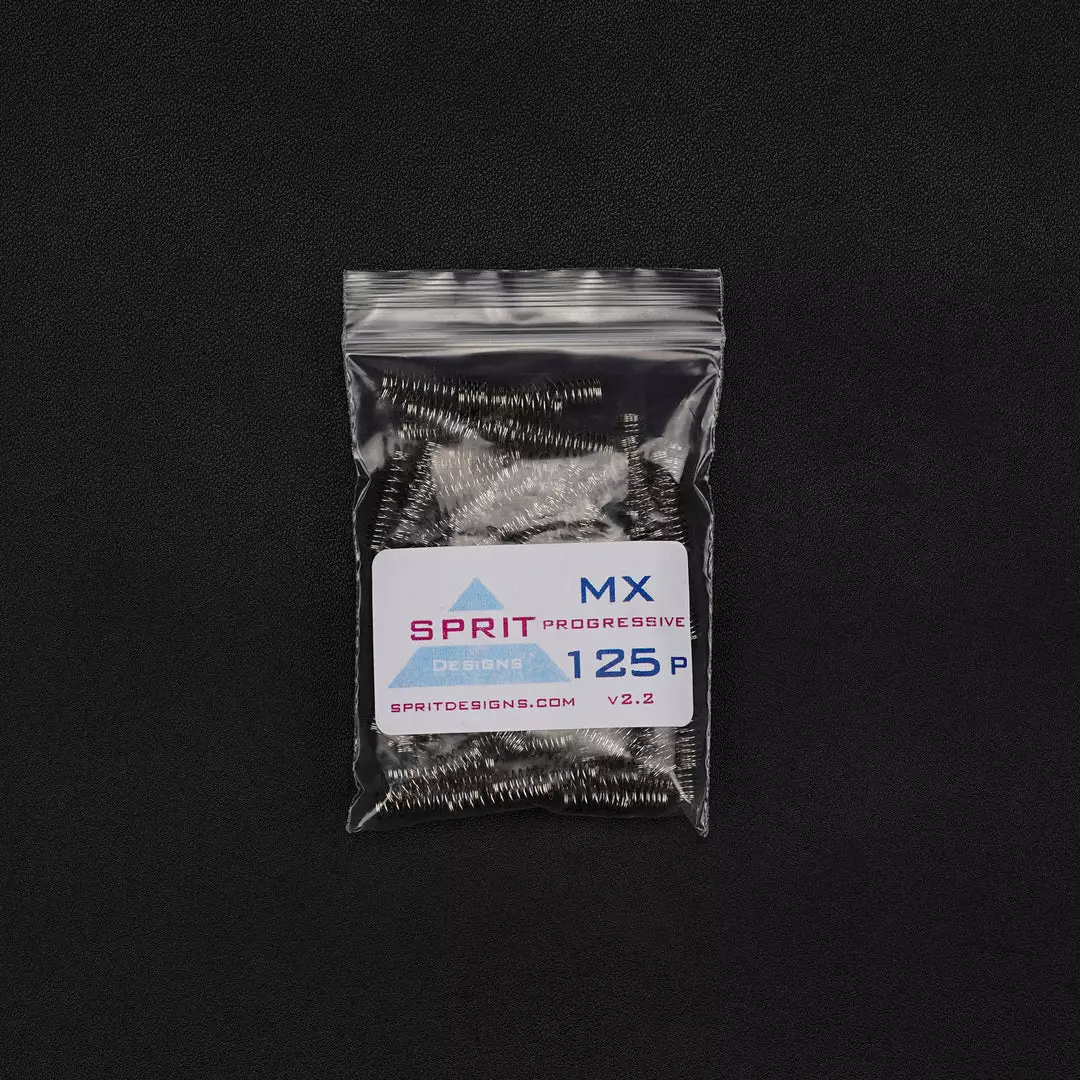 MX
SPRIT PROGRESSIVE
DESIGNS 125 P
SPRITDESIGNS.COM v2.2